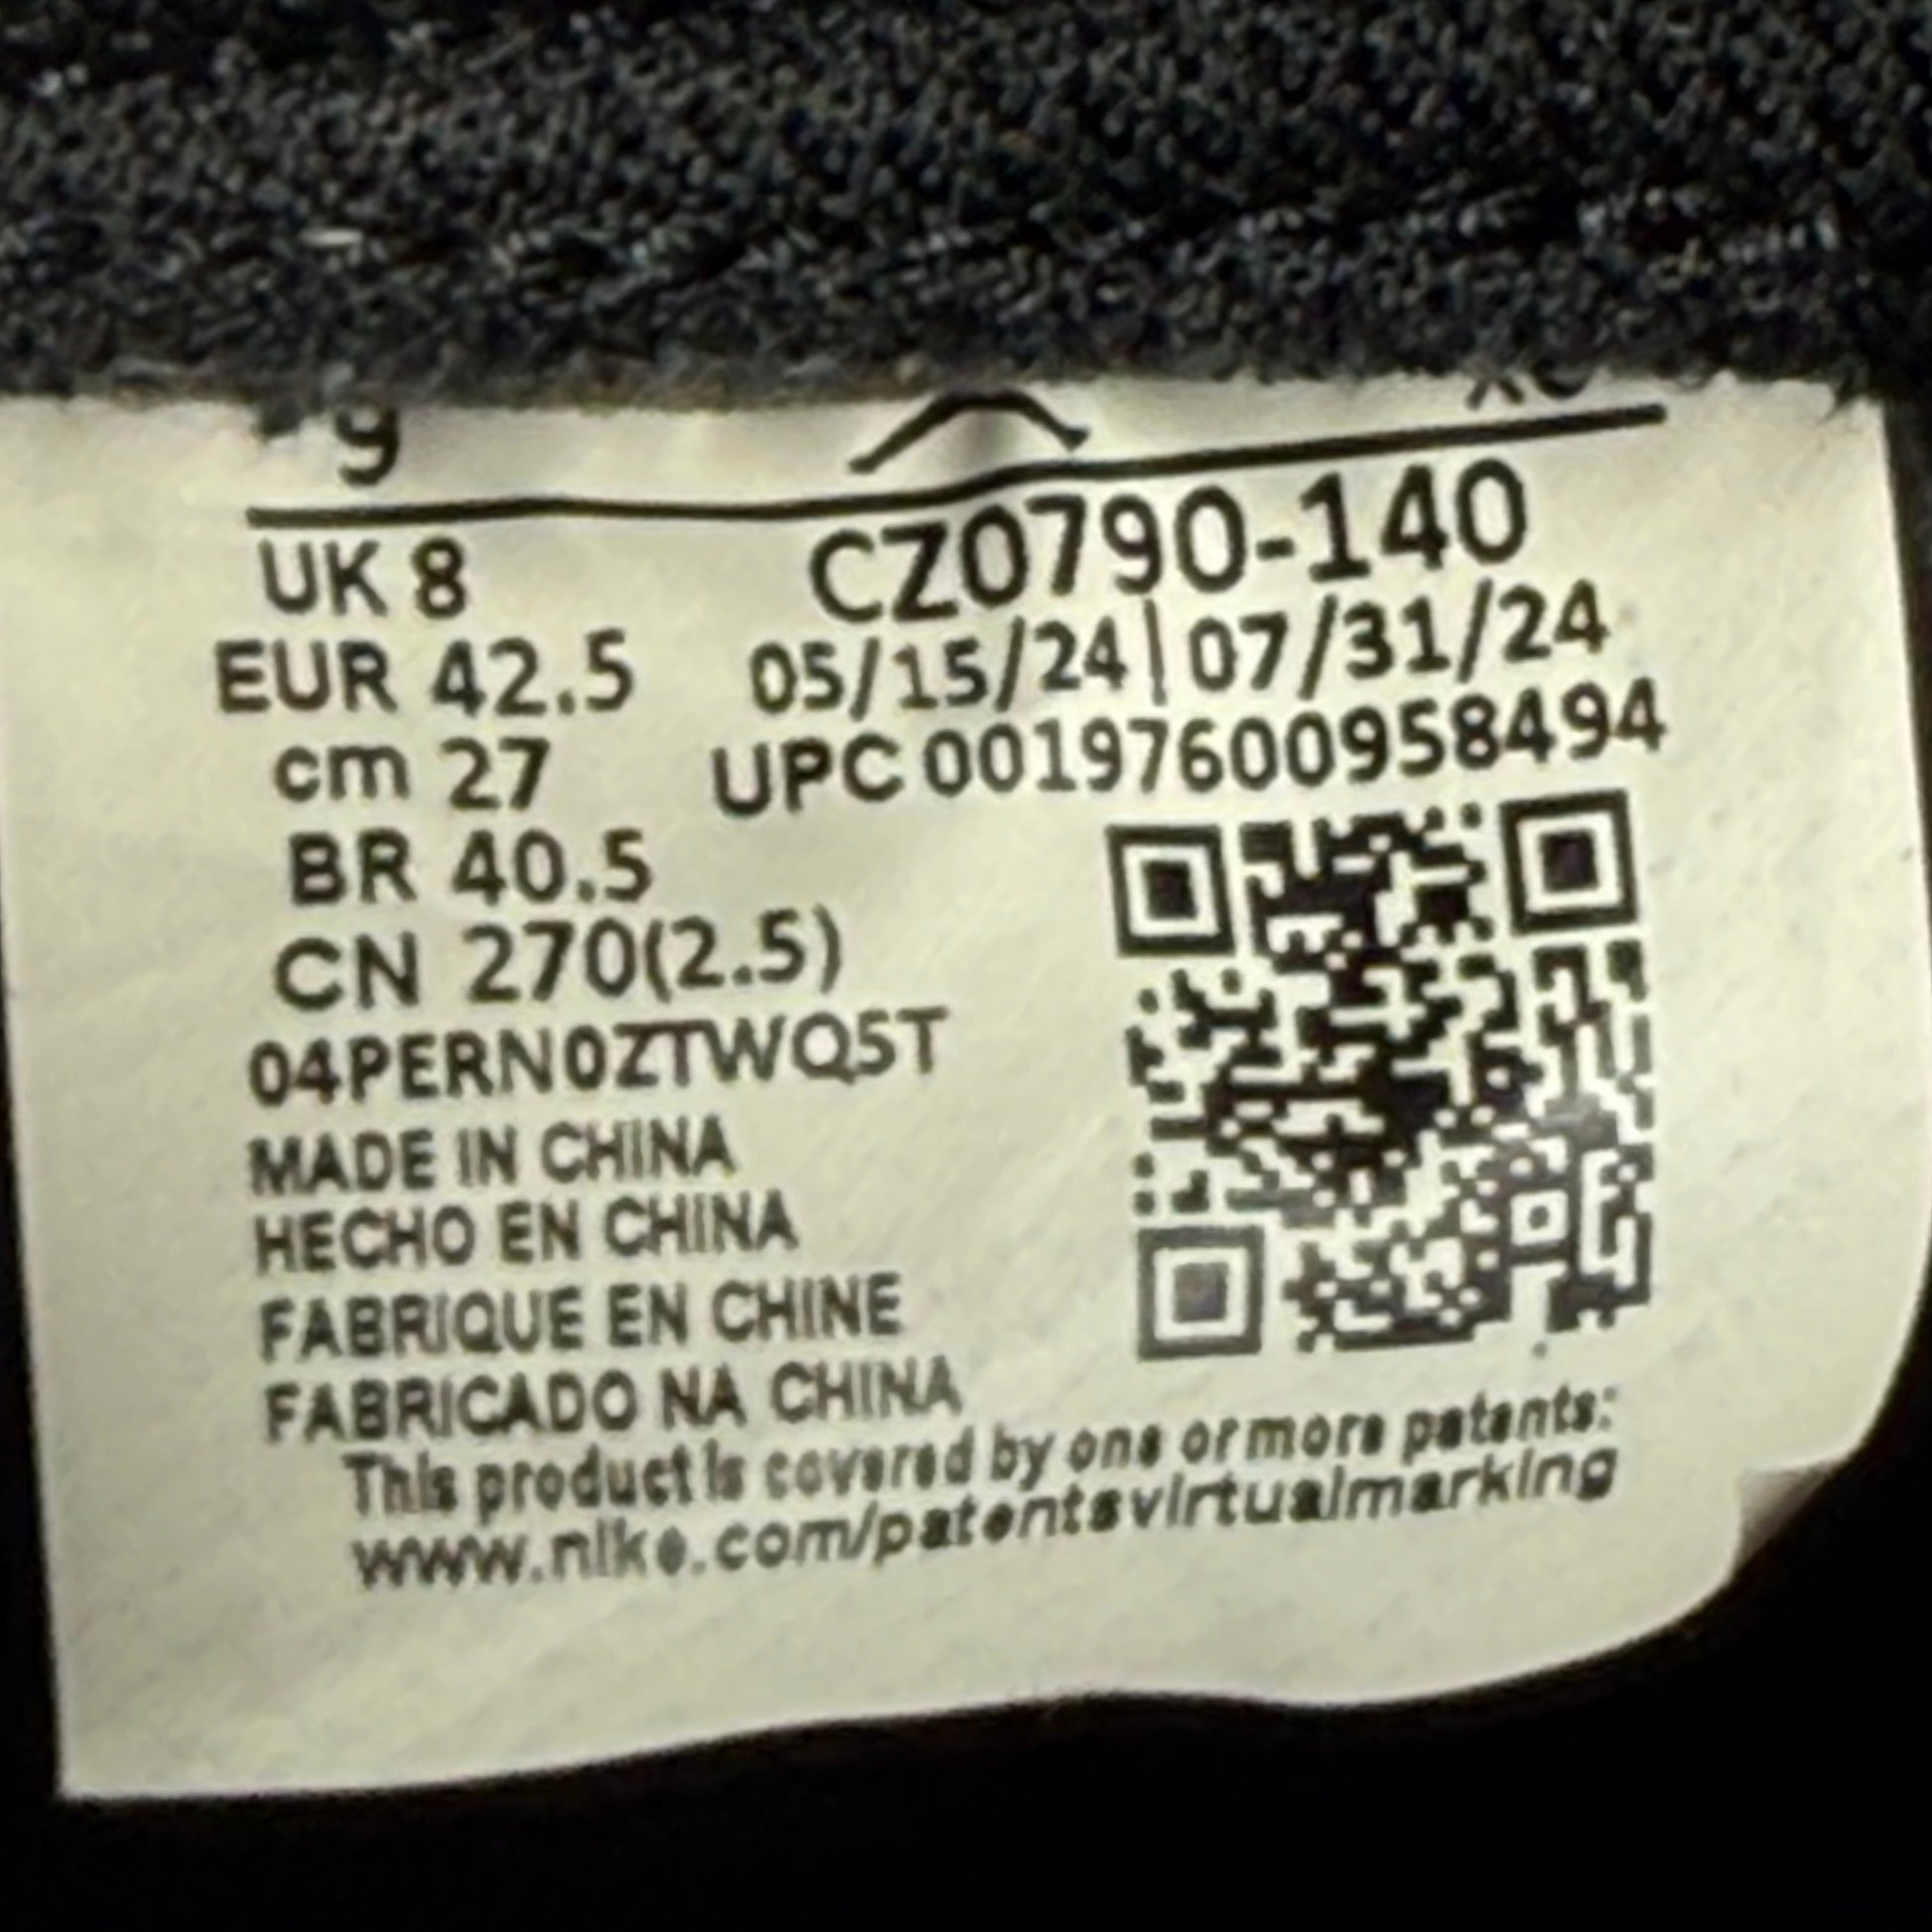 9
UK 8 CZ0790-140
EUR 42.5 05/15/24|07/31/24
cm 27 UPC 00197600958494
BR 40.5
CN 270(2.5)
04PERN0ZTWQ5T
MADE IN CHINA
HECHO EN CHINA
FABRIQUE EN CHINE
FABRICADO NA CHINA
This product is covered by one or more patents:
www.nike.com/patentsvirtualmarking